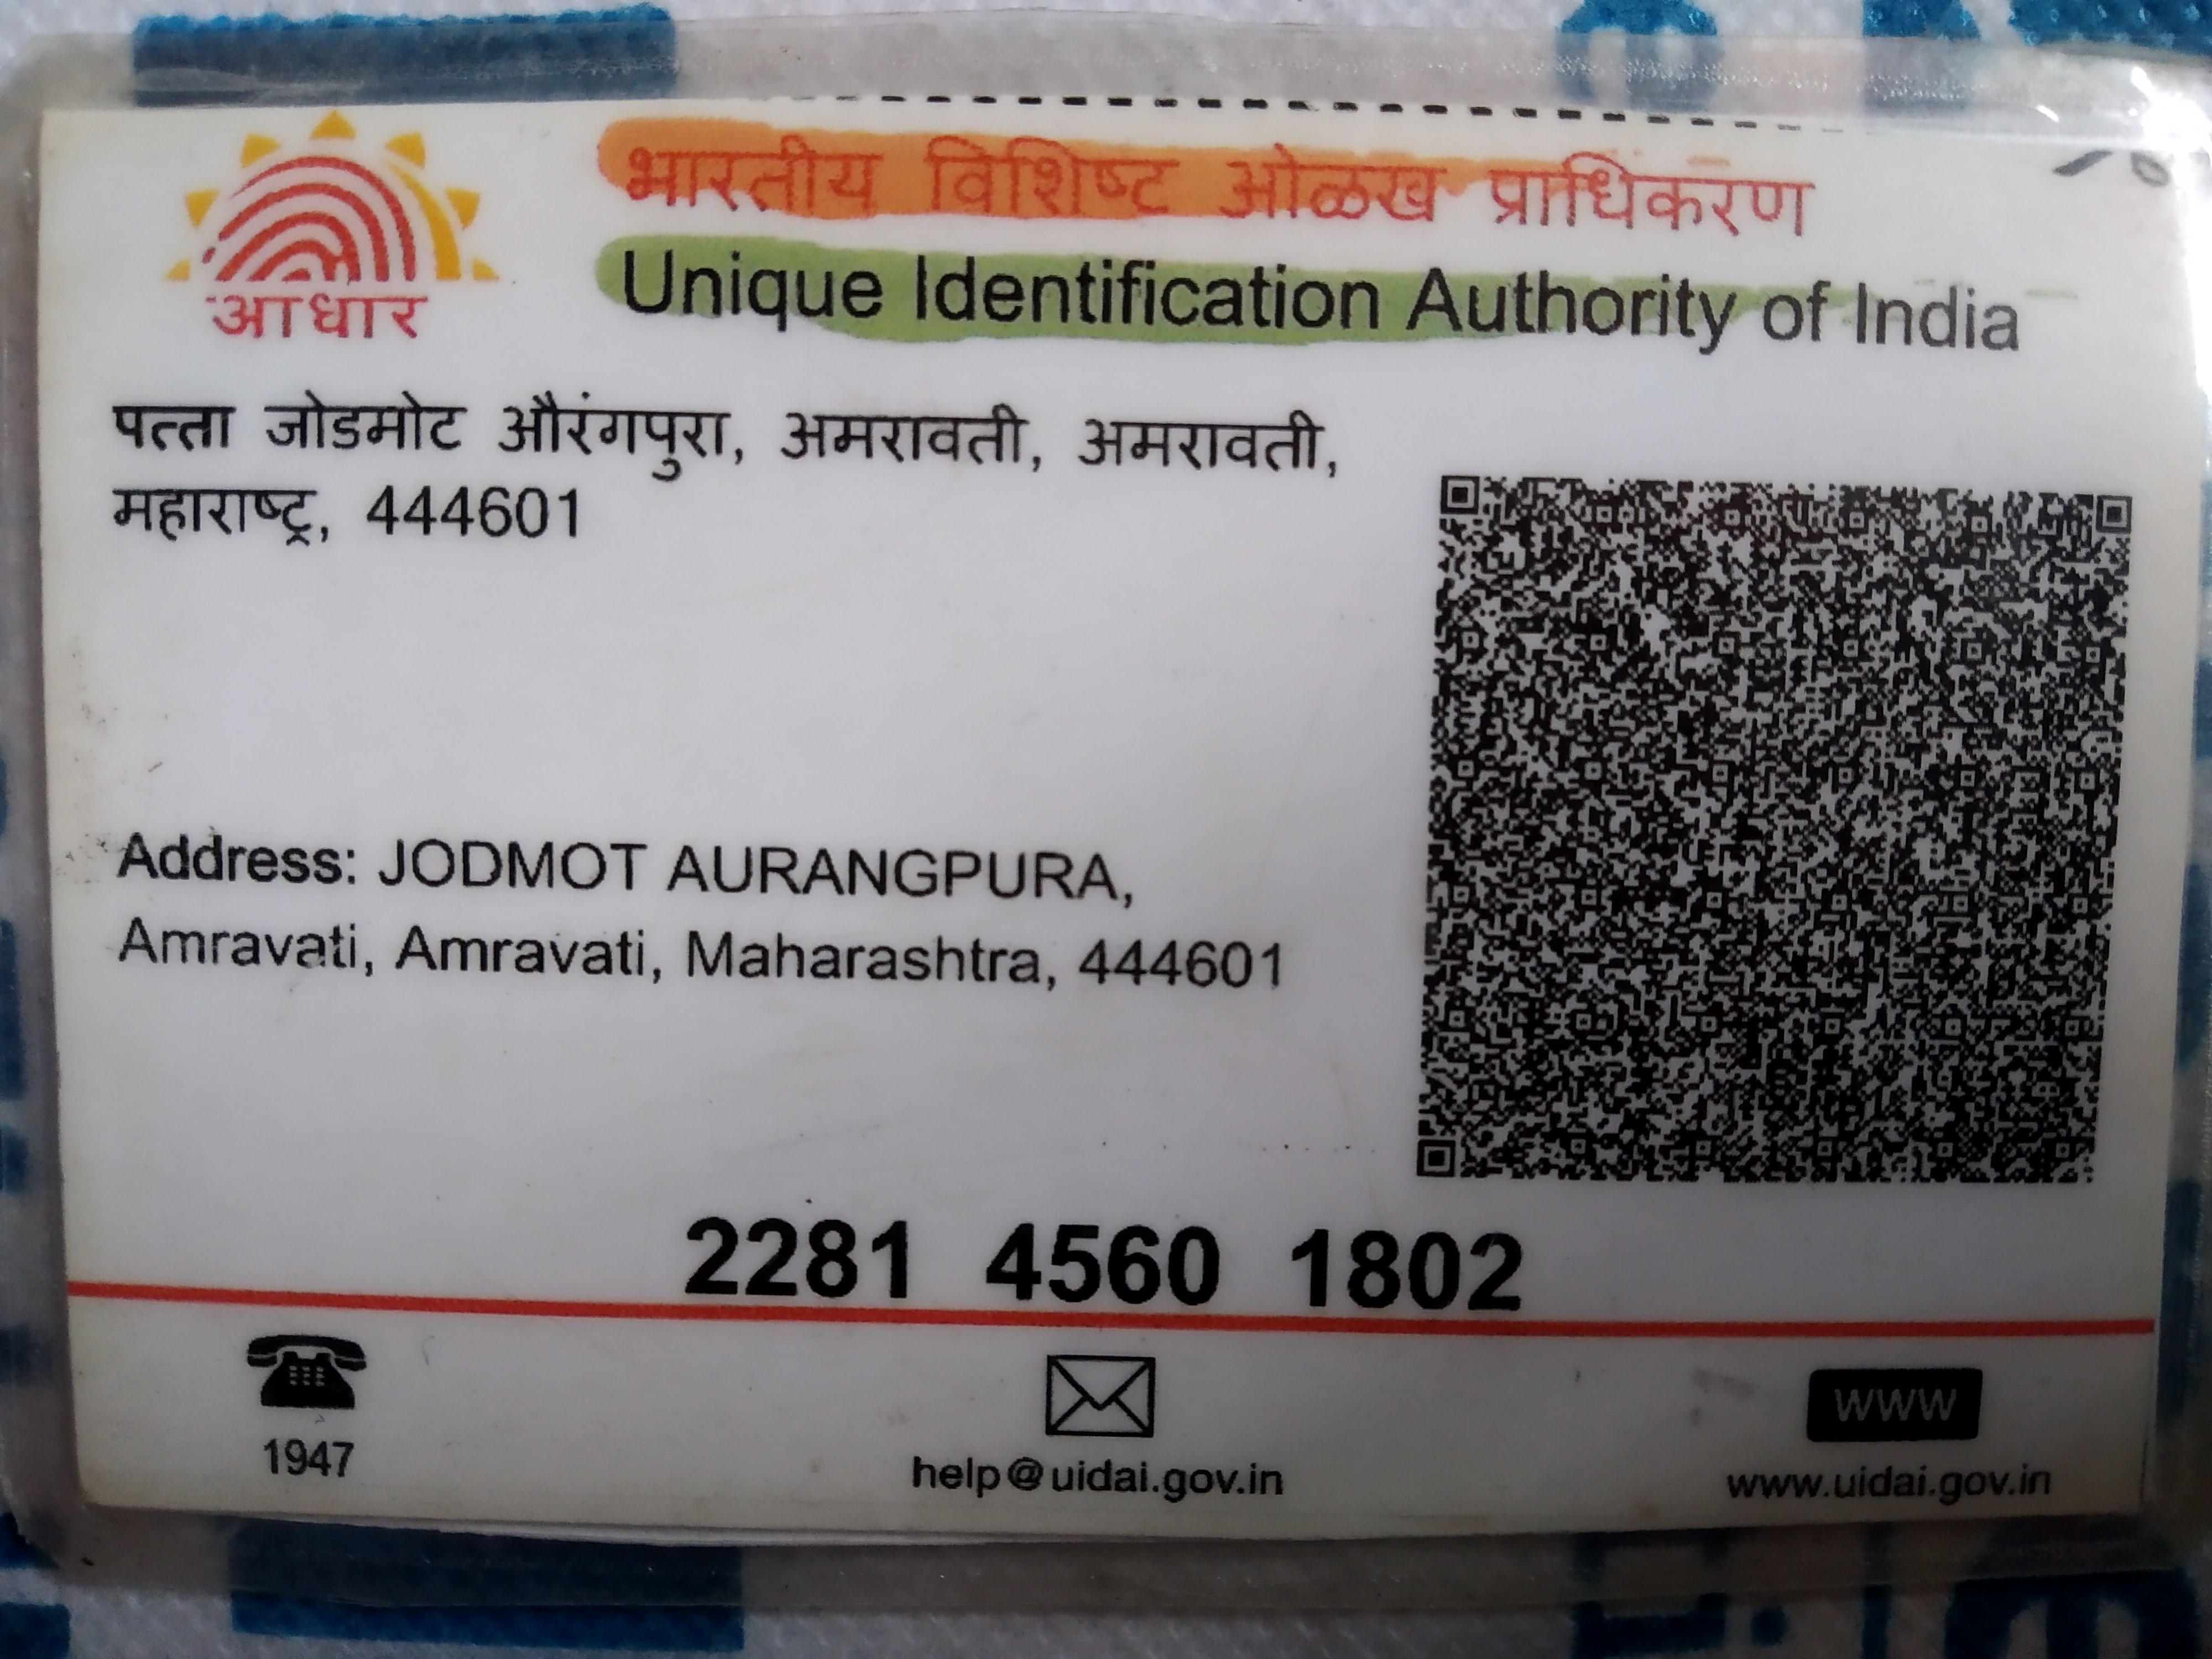 भारतीय विशिष्ट ओळख प्राधिकरण
Unique Identification Authority of India
आधार
पत्ता जोडमोट औरंगपुरा, अमरावती, अमरावती,
महाराष्ट्र, 444601
Address: JODMOT AURANGPURA,
Amravati, Amravati, Maharashtra, 444601
2281 4560 1802
1947
help@uidai.gov.in
WWW
www.uidai.gov.in